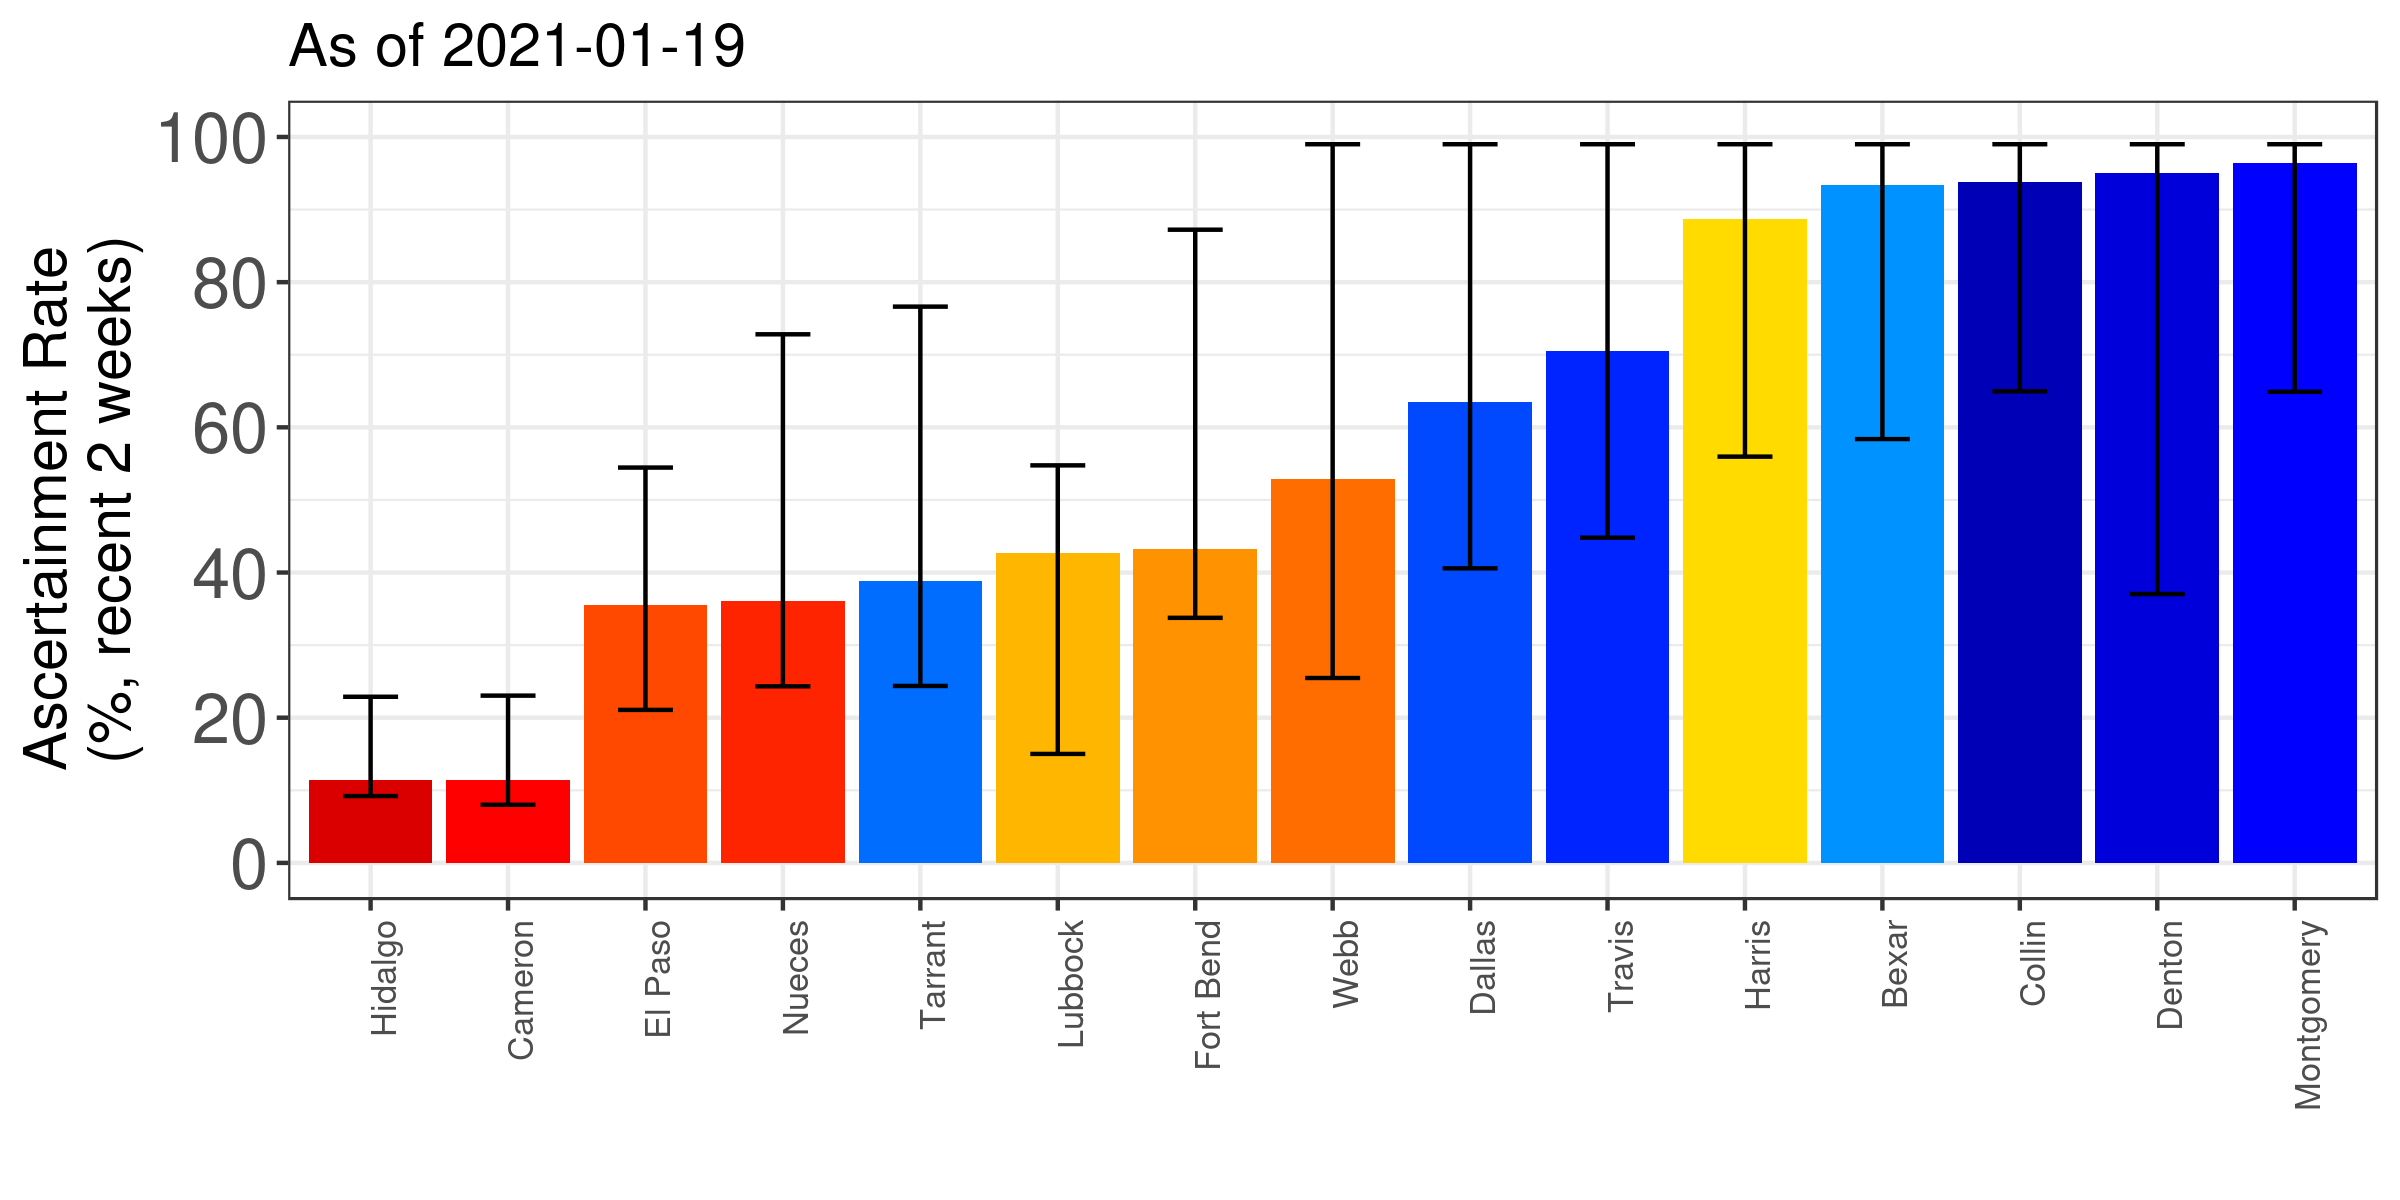 As of 2021-01-19
Ascertainment Rate
(%, recent 2 weeks)
100
80
60
40
20
0
Hidalgo
Cameron
El Paso
Nueces
Tarrant
Lubbock
Fort Bend
Webb
Dallas
Travis
Harris
Bexar
Collin
Denton
Montgomery